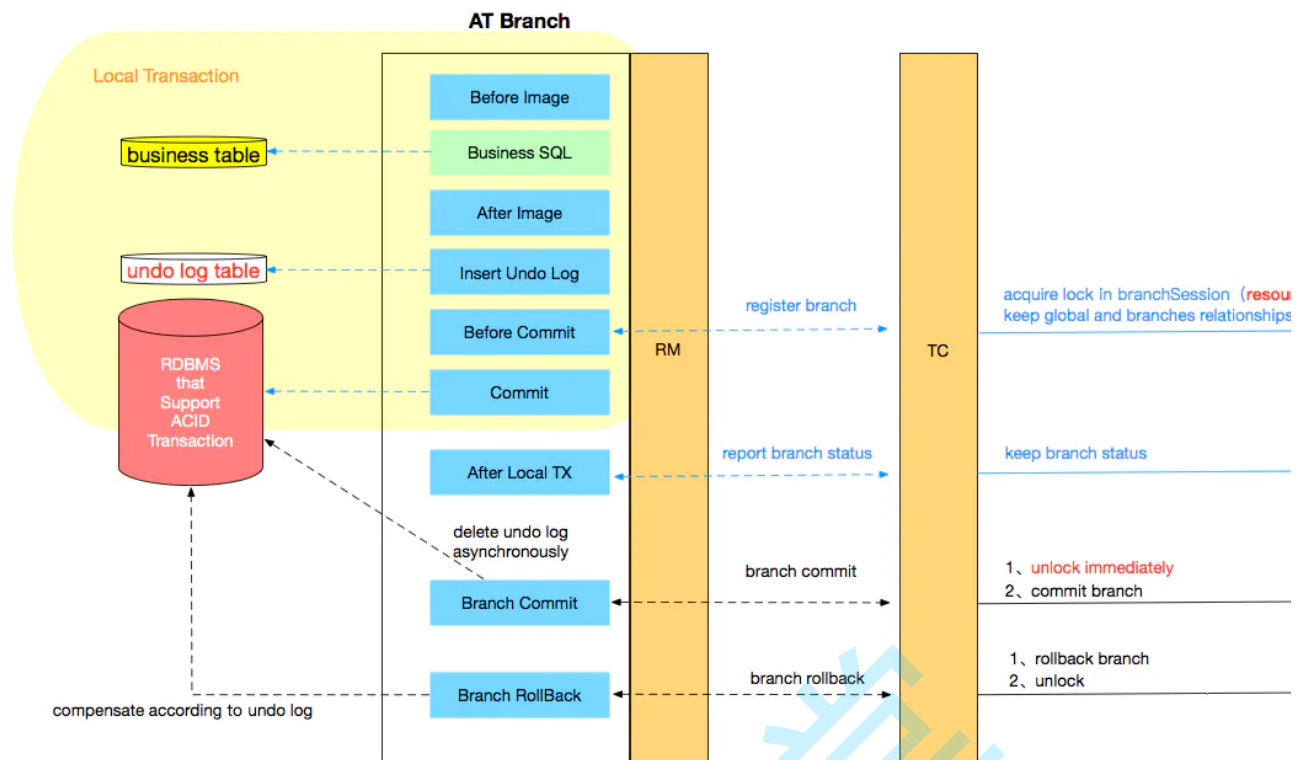 AT Branch
Local Transaction
Before Image
business table
Business SQL
After Image
undo log table
Insert Undo Log
register branch
acquire lock in branchSession（resou
keep global and branches relationships
Before Commit
RM
TC
RDBMS
that
Support
ACID
Transaction
Commit
After Local TX
report branch status
keep branch status
delete undo log
asynchronously
branch commit
1、unlock immediately
2、commit branch
Branch Commit
branch rollback
1、rollback branch
2、unlock
Branch RollBack
compensate according to undo log